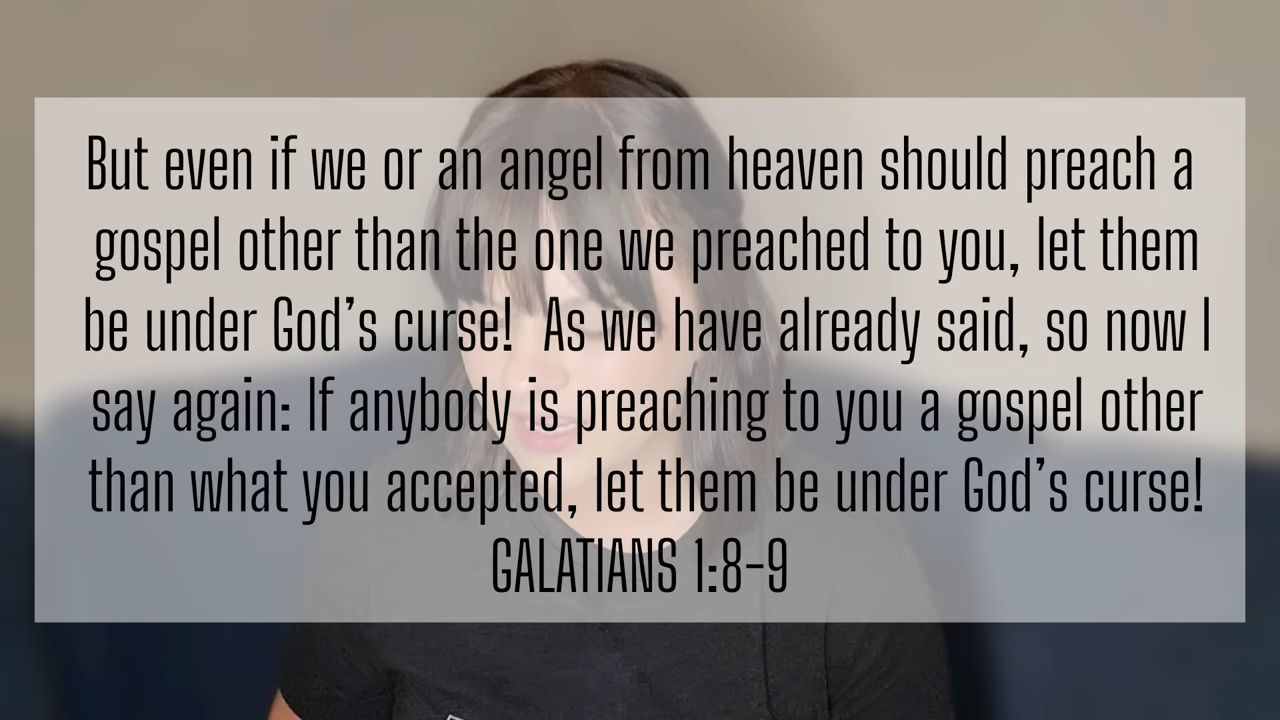 But even if we or an angel from heaven should preach a
gospel other than the one we preached to you, let them
be under God’s curse!  As we have already said, so now I
say again: If anybody is preaching to you a gospel other
than what you accepted, let them be under God’s curse!
GALATIANS 1:8-9